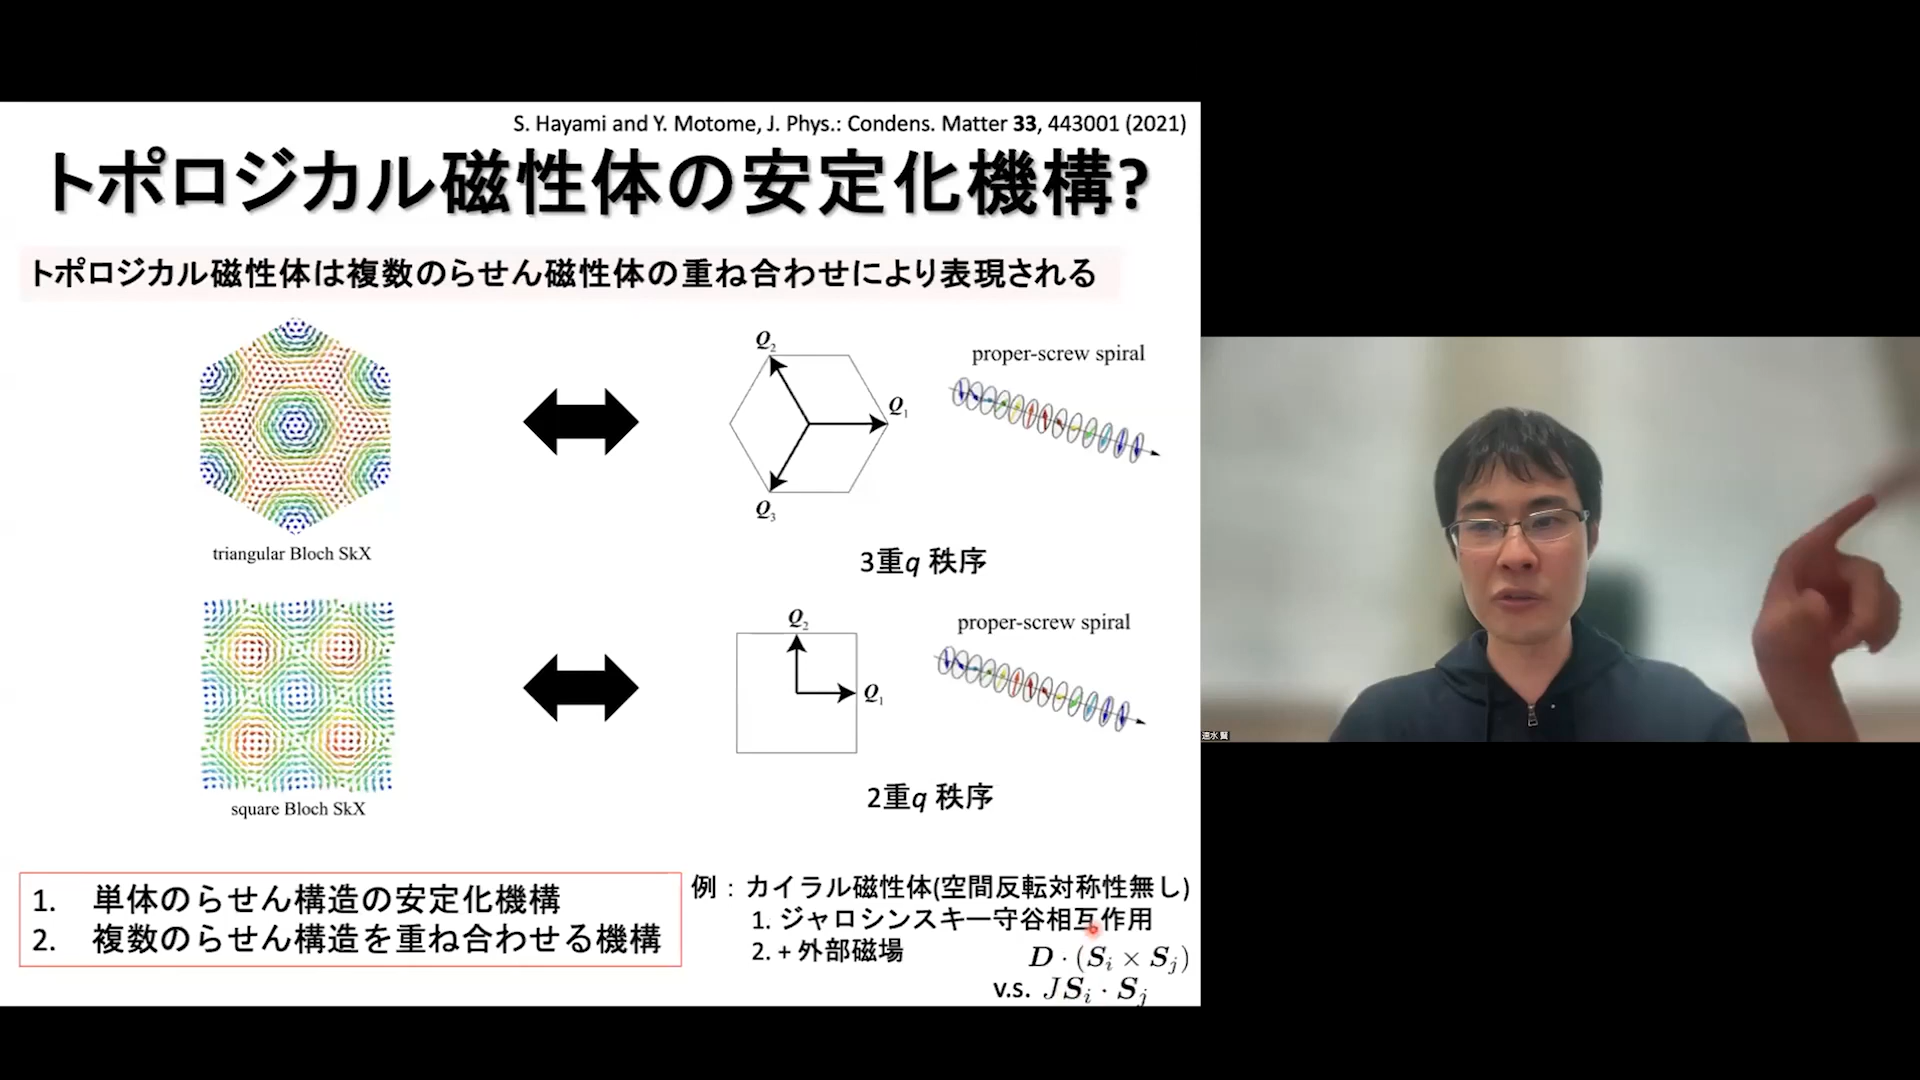 S. Hayami and Y. Motome, J. Phys.: Condens. Matter 33, 443001 (2021)
トポロジカル磁性体の安定化機構?
トポロジカル磁性体は複数のらせん磁性体の重ね合わせにより表現される
Q2
Q1
Q3
proper-screw spiral
triangular Bloch SkX
3重q 秩序
Q2
Q1
proper-screw spiral
square Bloch SkX
2重q 秩序
1. 単体のらせん構造の安定化機構
2. 複数のらせん構造を重ね合わせる機構
例：カイラル磁性体(空間反転対称性無し)
1. ジャロシンスキー守谷相互作用
2. + 外部磁場
D · (Si × Sj)
v.s. JSi · Sj
速水 賢